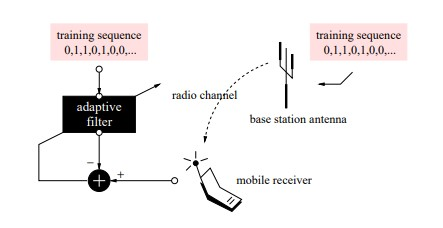 training sequence
0,1,1,0,1,0,0,...
training sequence
0,1,1,0,1,0,0,...
adaptive
filter
radio channel
base station antenna
−
+
+
mobile receiver